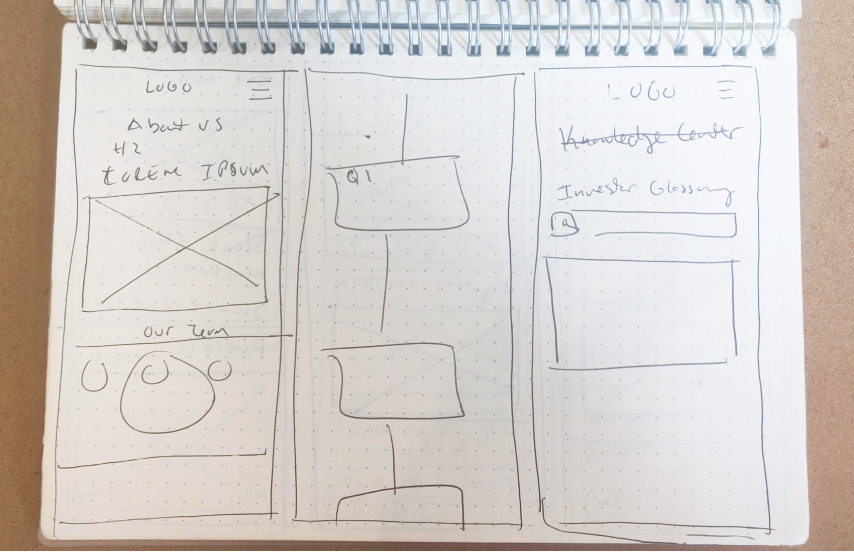 LOGO
About US
H2
LOREM IPSUM
Our Team
Q1
LOGO
Knowledge Center
Investor Glossary